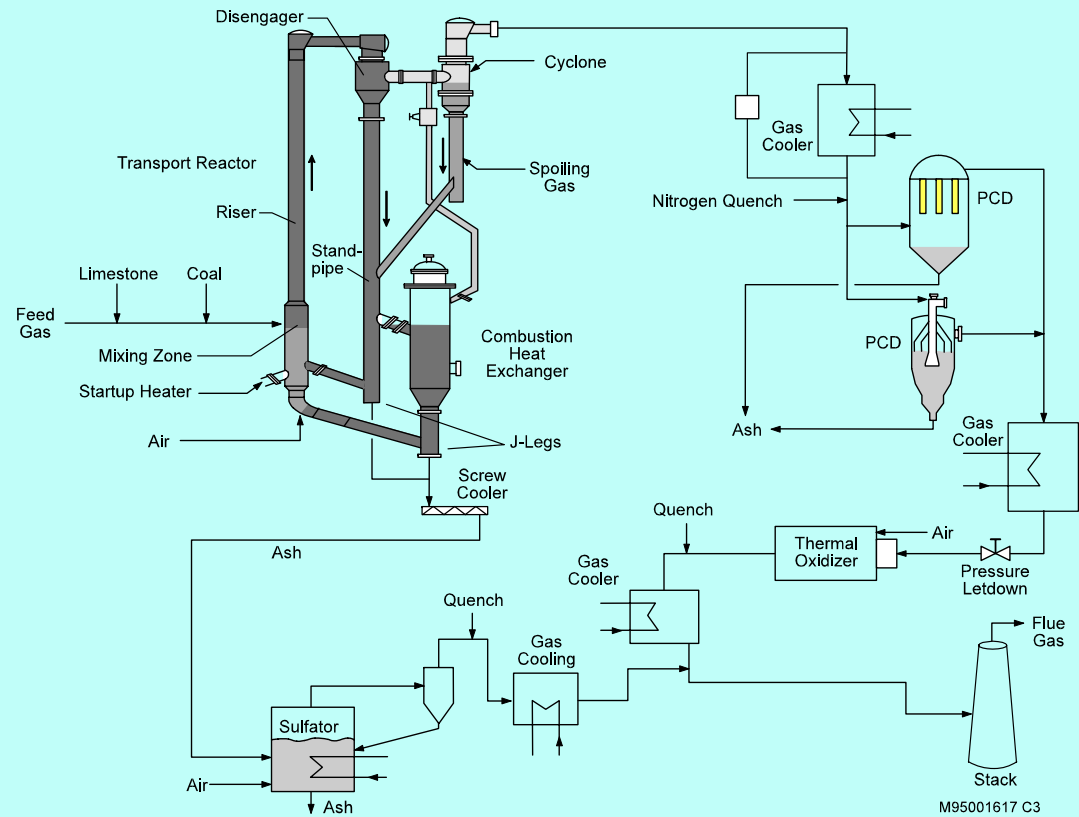 Disengager
Cyclone
Transport Reactor
Gas
Cooler
Spoiling
Gas
Nitrogen Quench
PCD
Riser
Stand-
pipe
Limestone
Coal
Feed
Gas
Mixing Zone
Combustion
Heat
Exchanger
PCD
Startup Heater
Air
J-Legs
Ash
Gas
Cooler
Screw
Cooler
Quench
Air
Ash
Thermal
Oxidizer
Gas
Cooler
Pressure
Letdown
Quench
Flue
Gas
Gas
Cooling
Sulfator
Air
Ash
Stack
M95001617 C3